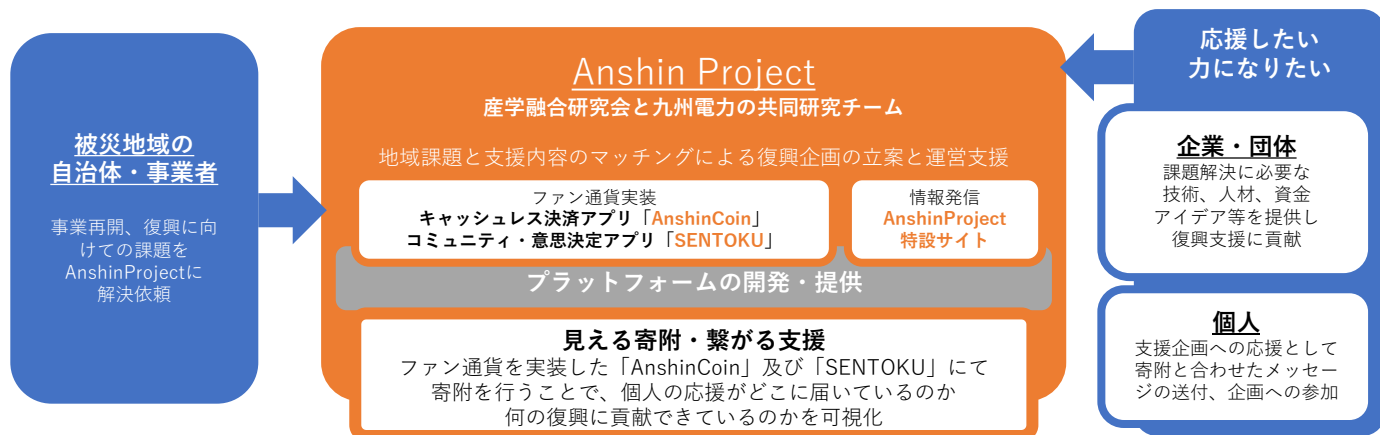 被災地域の
自治体・事業者
事業再開、復興に向
けての課題を
AnshinProjectに
解決依頼
Anshin Project
産学融合研究会と九州電力の共同研究チーム
地域課題と支援内容のマッチングによる復興企画の立案と運営支援
ファン通貨実装
キャッシュレス決済アプリ「AnshinCoin」
コミュニティ・意思決定アプリ「SENTOKU」
情報発信
AnshinProject
特設サイト
プラットフォームの開発・提供
見える寄附・繋がる支援
ファン通貨を実装した「AnshinCoin」及び「SENTOKU」にて
寄附を行うことで、個人の応援がどこに届いているのか
何の復興に貢献できているのかを可視化
応援したい
力になりたい
企業・団体
課題解決に必要な
技術、人材、資金
アイデア等を提供し
復興支援に貢献
個人
支援企画への応援として
寄附と合わせたメッセー
ジの送付、企画への参加